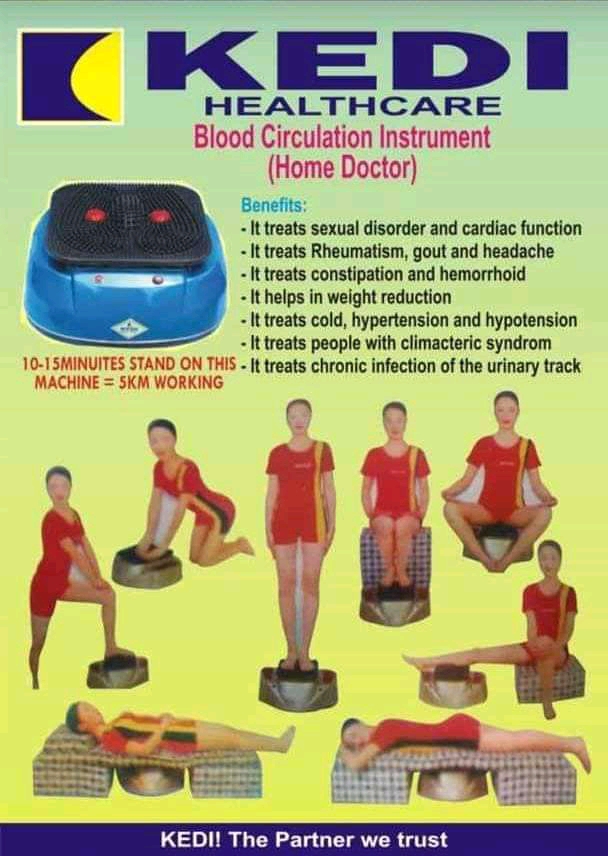 KEDI
HEALTHCARE
Blood Circulation Instrument
(Home Doctor)
Benefits:
- It treats sexual disorder and cardiac function
- It treats Rheumatism, gout and headache
- It treats constipation and hemorrhoid
- It helps in weight reduction
- It treats cold, hypertension and hypotension
- It treats people with climacteric syndrom
- It treats chronic infection of the urinary track
10-15MINUITES STAND ON THIS
MACHINE = 5KM WORKING
KEDI! The Partner we trust